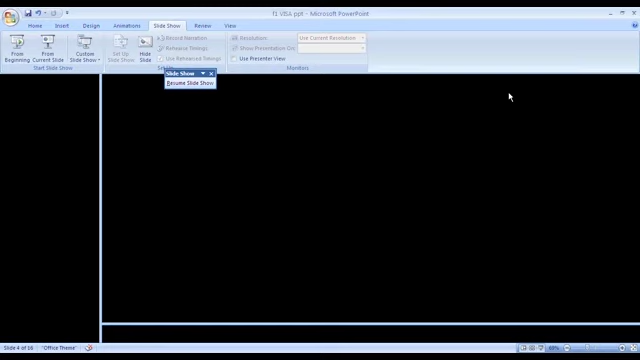 f1 VISA ppt - Microsoft PowerPoint
Home Insert Design Animations Slide Show Review View
From Beginning
From Current Slide
Custom Slide Show
Start Slide Show
Set Up Slide Show
Hide Slide
Record Narration
Rehearse Timings
Use Rehearsed Timings
Resolution: Use Current Resolution
Show Presentation On:
Use Presenter View
Monitors
Slide Show
Resume Slide Show
Slide 4 of 16 "Office Theme"